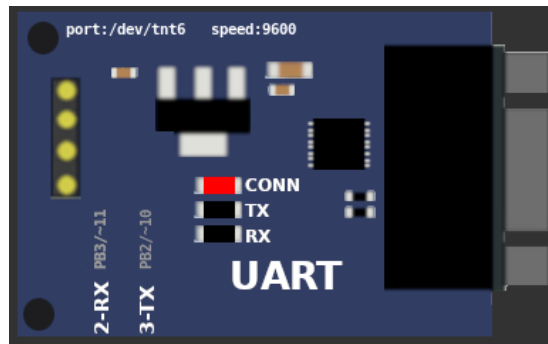 port:/dev/tnt6 speed:9600
CONN
TX
RX
UART
2-RX PB3/~11
3-TX PB2/~10